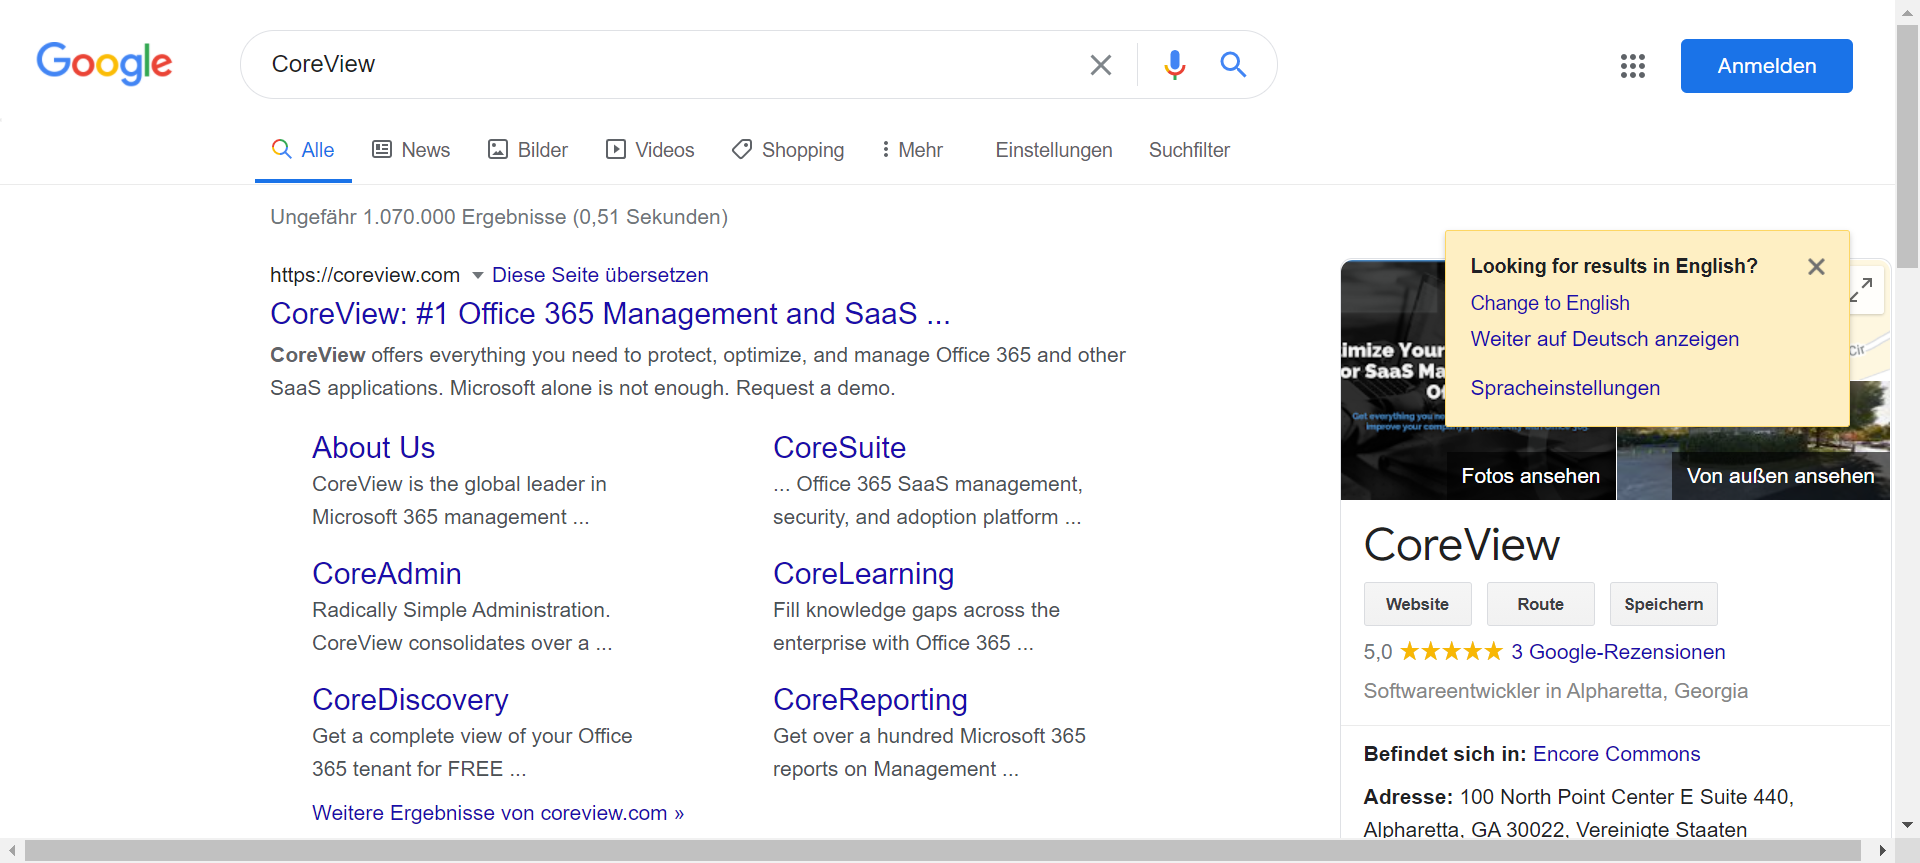 Google
CoreView
Anmelden
Alle
News
Bilder
Videos
Shopping
Mehr
Einstellungen
Suchfilter
Ungefähr 1.070.000 Ergebnisse (0,51 Sekunden)
https://coreview.com
Diese Seite übersetzen
CoreView: #1 Office 365 Management and SaaS ...
CoreView offers everything you need to protect, optimize, and manage Office 365 and other
SaaS applications. Microsoft alone is not enough. Request a demo.
About Us
CoreView is the global leader in
Microsoft 365 management ...
CoreSuite
... Office 365 SaaS management,
security, and adoption platform ...
CoreAdmin
Radically Simple Administration.
CoreView consolidates over a ...
CoreLearning
Fill knowledge gaps across the
enterprise with Office 365 ...
CoreDiscovery
Get a complete view of your Office
365 tenant for FREE ...
CoreReporting
Get over a hundred Microsoft 365
reports on Management ...
Weitere Ergebnisse von coreview.com »
Looking for results in English?
Change to English
Weiter auf Deutsch anzeigen
Spracheinstellungen
Your
or SaaS
Get everything you
improve your
Cir
Fotos ansehen
Von außen ansehen
CoreView
Website
Route
Speichern
5,0
3 Google-Rezensionen
Softwareentwickler in Alpharetta, Georgia
Befindet sich in: Encore Commons
Adresse: 100 North Point Center E Suite 440,
Alpharetta, GA 30022, Vereinigte Staaten